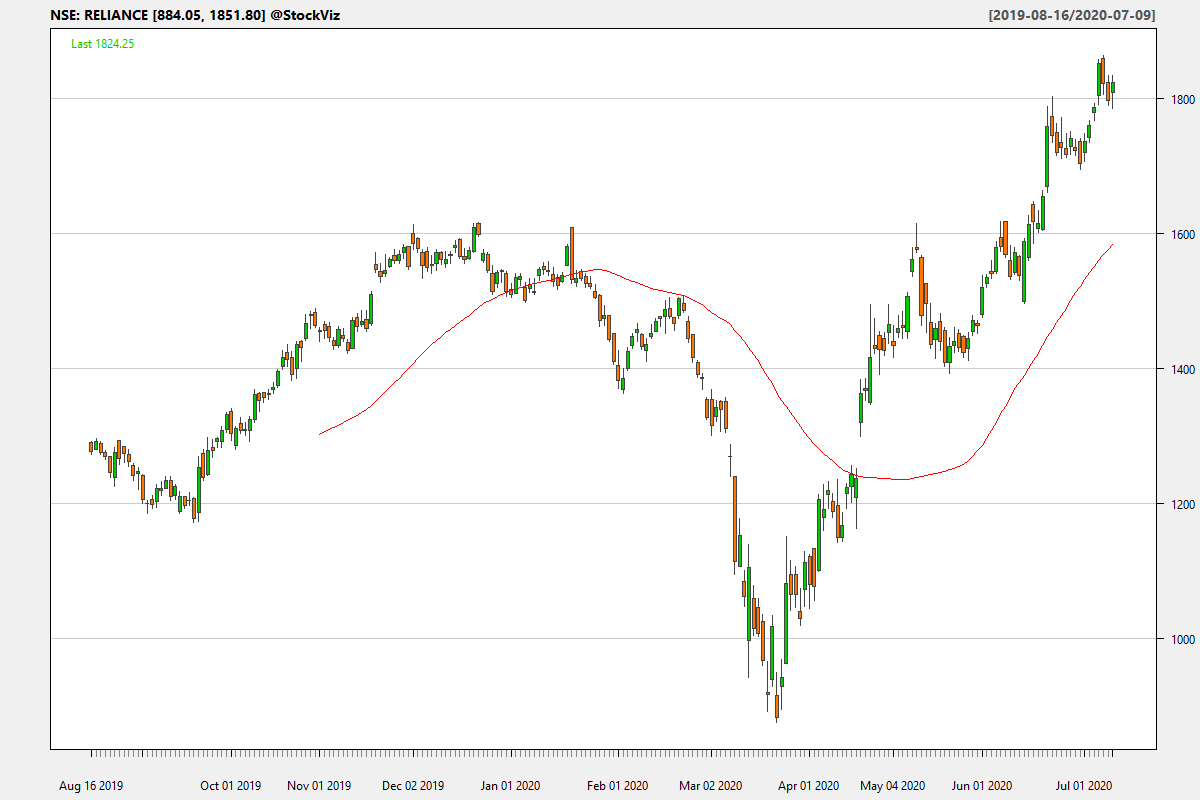 NSE: RELIANCE [884.05, 1851.80] @StockViz [2019-08-16/2020-07-09]
Last 1824.25
1800
1600
1400
1200
1000
Aug 16 2019 Oct 01 2019 Nov 01 2019 Dec 02 2019 Jan 01 2020 Feb 01 2020 Mar 02 2020 Apr 01 2020 May 04 2020 Jun 01 2020 Jul 01 2020